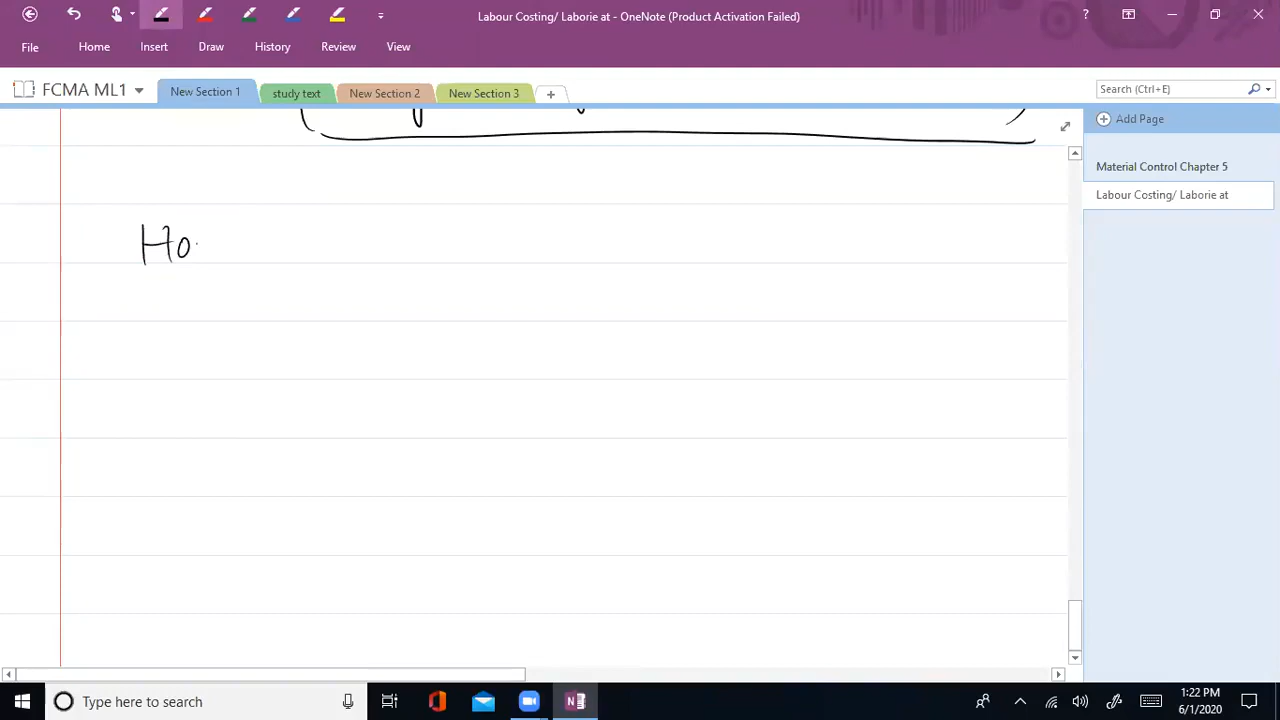 Labour Costing/ Laborie at - OneNote (Product Activation Failed)
?
File Home Insert Draw History Review View
FCMA ML1 New Section 1 study text New Section 2 New Section 3 +
Search (Ctrl+E)
Add Page
Material Control Chapter 5
Labour Costing/ Laborie at
Ho
Type here to search
1:22 PM
6/1/2020